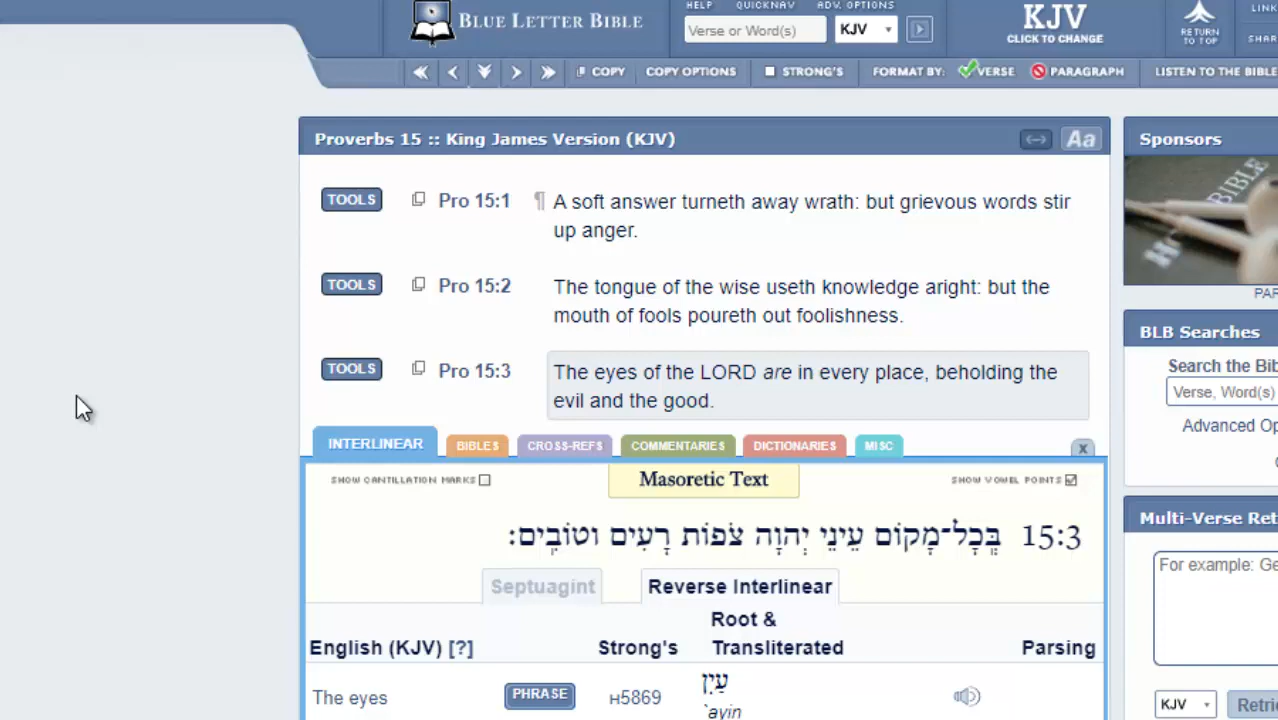 HELP QUICKNAV ADV. OPTIONS
BLUE LETTER BIBLE
Verse or Word(s) KJV
KJV
CLICK TO CHANGE
RETURN
TO TOP
LINK
SHAR
COPY COPY OPTIONS STRONG'S FORMAT BY: VERSE PARAGRAPH LISTEN TO THE BIBLE
Proverbs 15 :: King James Version (KJV) Aa
Sponsors
TOOLS Pro 15:1 ¶ A soft answer turneth away wrath: but grievous words stir
up anger.
BIBLE
H
TOOLS Pro 15:2 The tongue of the wise useth knowledge aright: but the
mouth of fools poureth out foolishness.
PAR
BLB Searches
TOOLS Pro 15:3 The eyes of the LORD are in every place, beholding the
evil and the good.
Search the Bib
Verse, Word(s)
Advanced Op
INTERLINEAR BIBLES CROSS-REFS COMMENTARIES DICTIONARIES MISC x
SHOW CANTILLATION MARKS Masoretic Text SHOW VOWEL POINTS
Multi-Verse Ret
15:3 בְּכָל־מָקוֹם עֵינֵי יְהוָה צֹפוֹת רָעִים וטוֹבִֽים׃
For example: Ge
Septuagint Reverse Interlinear
English (KJV) [?] Strong's Root &
Transliterated Parsing
The eyes PHRASE H5869 עַיִן
`ayin
KJV Retri